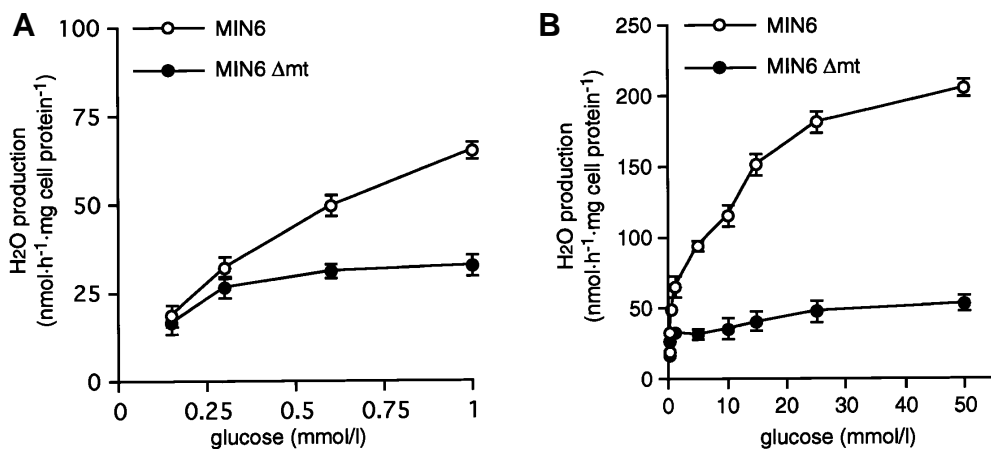 A
MIN6
MIN6 Δmt
H2O production
(nmol·h⁻¹·mg cell protein⁻¹)
100
75
50
25
0
0
0.25
0.5
0.75
1
glucose (mmol/l)
B
MIN6
MIN6 Δmt
H2O production
(nmol·h⁻¹·mg cell protein⁻¹)
250
200
150
100
50
0
0
10
20
30
40
50
glucose (mmol/l)